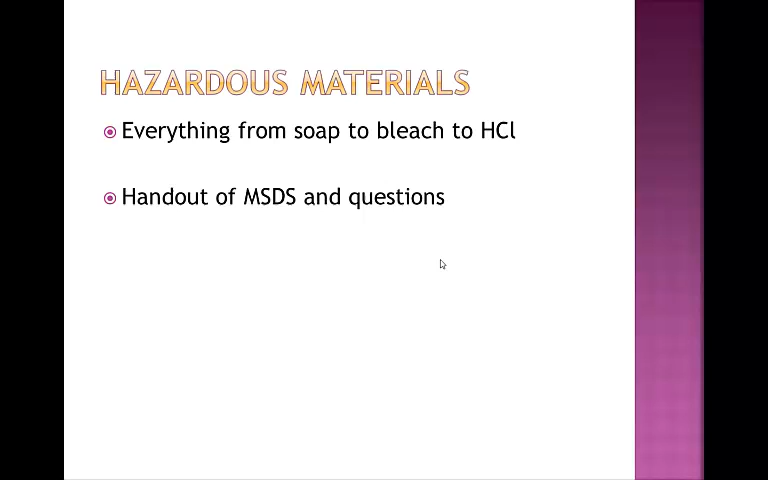 HAZARDOUS MATERIALS
Everything from soap to bleach to HCl
Handout of MSDS and questions